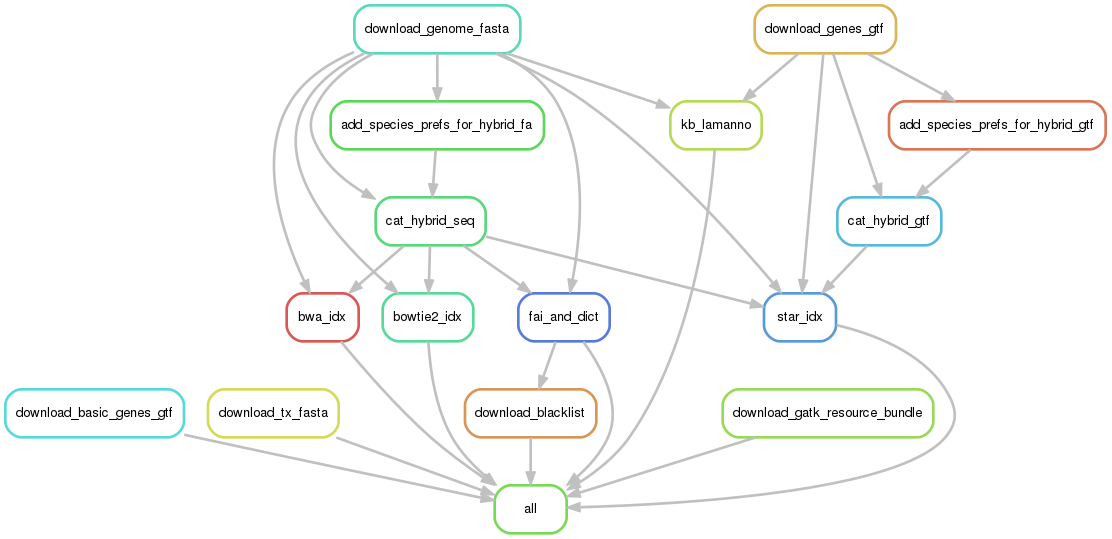 download_genome_fasta
download_genes_gtf
add_species_prefs_for_hybrid_fa
kb_lamanno
add_species_prefs_for_hybrid_gtf
cat_hybrid_seq
cat_hybrid_gtf
bwa_idx
bowtie2_idx
fai_and_dict
star_idx
download_basic_genes_gtf
download_tx_fasta
download_blacklist
download_gatk_resource_bundle
all